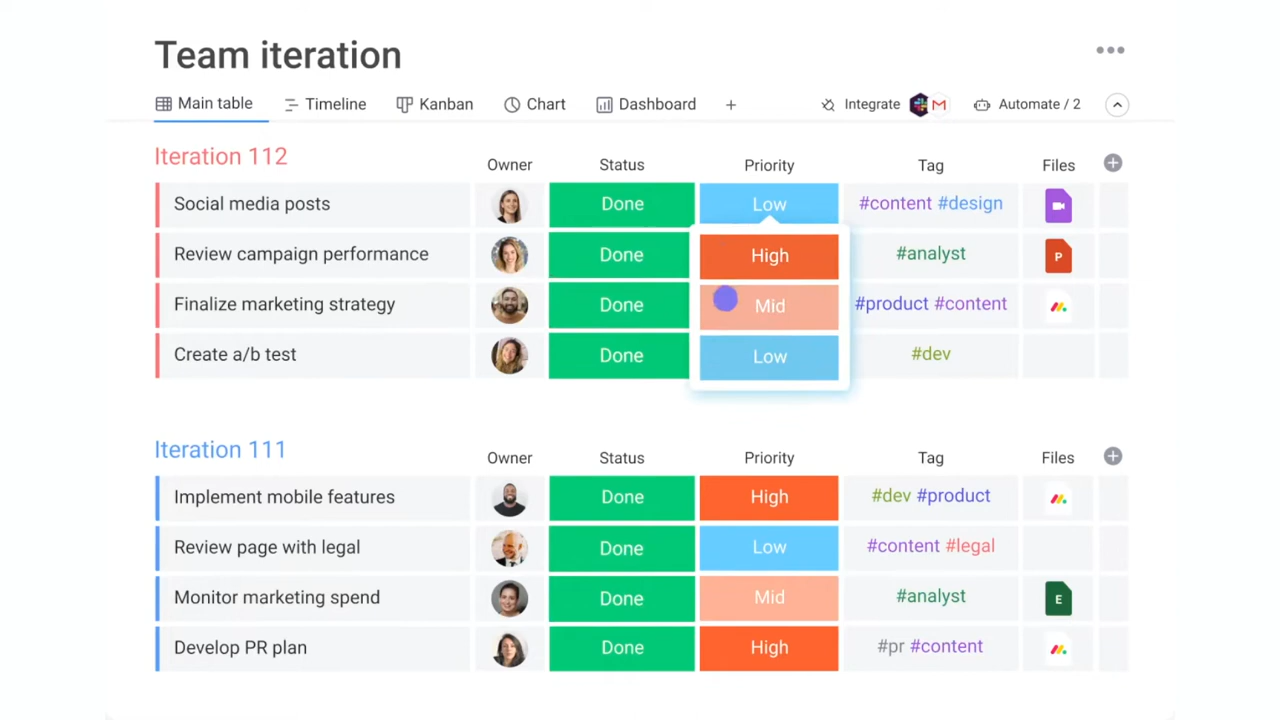 Team iteration
Main table Timeline Kanban Chart Dashboard + Integrate Automate / 2
Iteration 112 Owner Status Priority Tag Files
Social media posts Done Low #content #design
Review campaign performance Done High #analyst P
Finalize marketing strategy Done Mid #product #content
Create a/b test Done Low #dev
Iteration 111 Owner Status Priority Tag Files
Implement mobile features Done High #dev #product
Review page with legal Done Low #content #legal
Monitor marketing spend Done Mid #analyst E
Develop PR plan Done High #pr #content